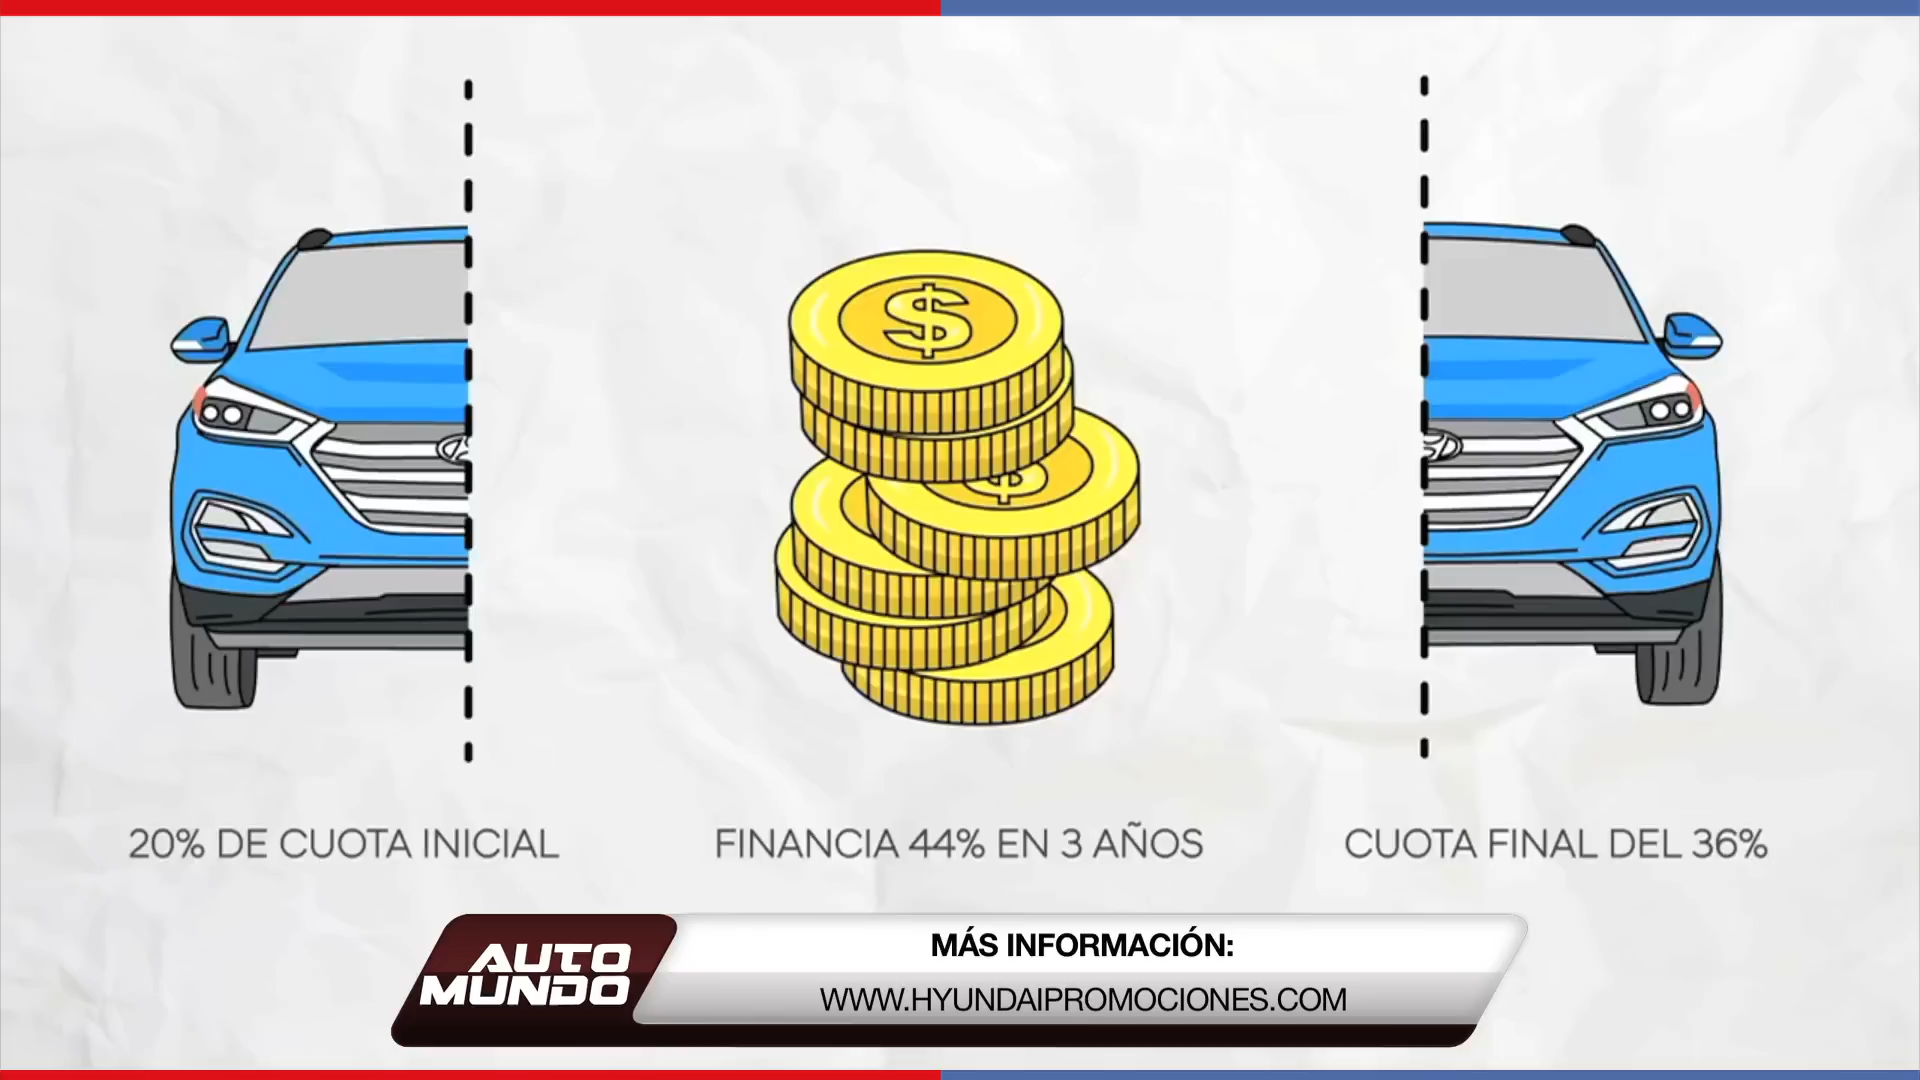 20% DE CUOTA INICIAL
FINANCIA 44% EN 3 AÑOS
CUOTA FINAL DEL 36%
AUTO
MUNDO
MÁS INFORMACIÓN:
WWW.HYUNDAIPROMOCIONES.COM